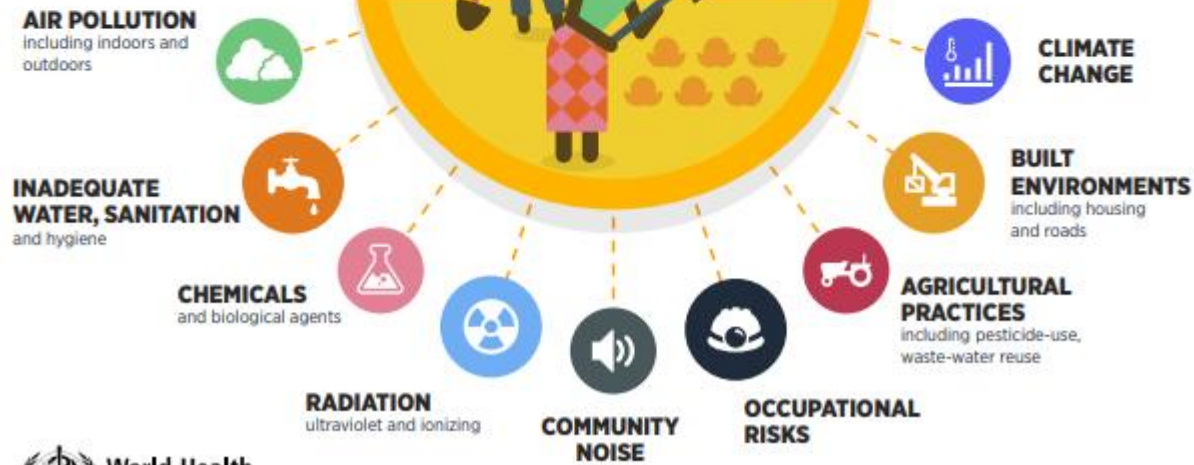 AIR POLLUTION
including indoors and
outdoors
CLIMATE
CHANGE
INADEQUATE
WATER, SANITATION
and hygiene
BUILT
ENVIRONMENTS
including housing
and roads
CHEMICALS
and biological agents
AGRICULTURAL
PRACTICES
including pesticide-use,
waste-water reuse
RADIATION
ultraviolet and ionizing
COMMUNITY
NOISE
OCCUPATIONAL
RISKS
World Health